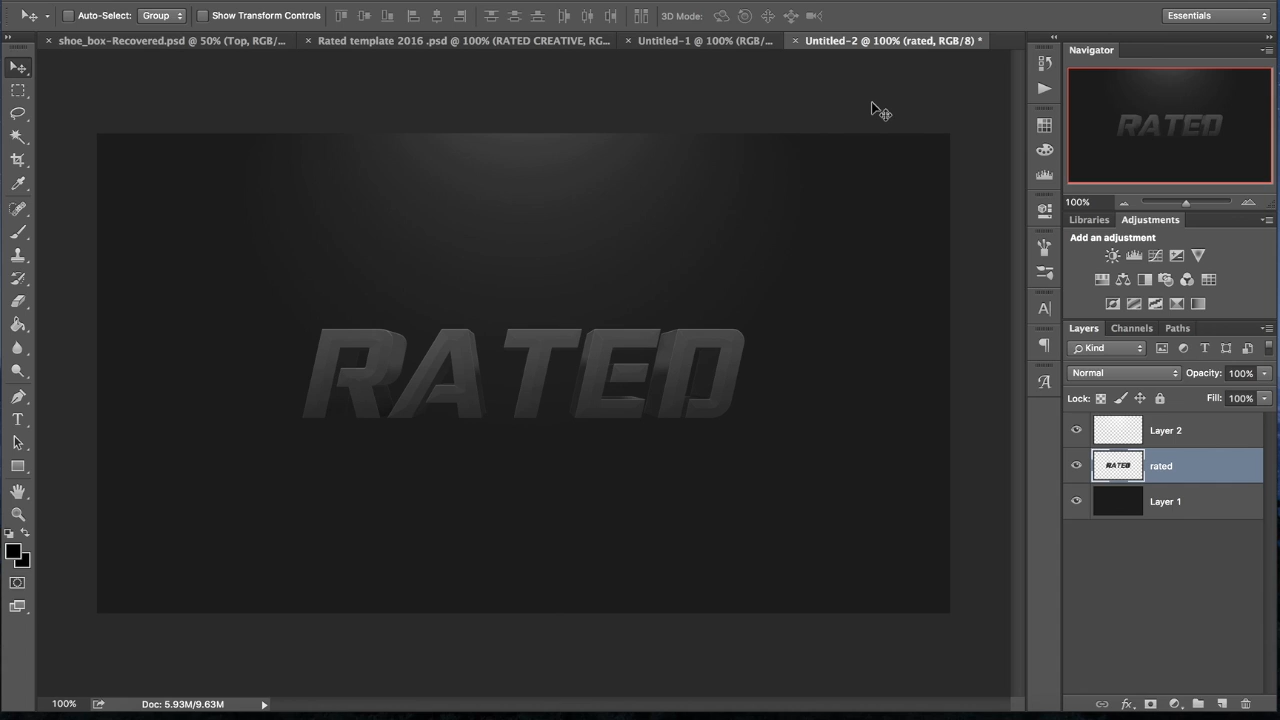 Auto-Select: Group Show Transform Controls 3D Mode: Essentials
shoe_box-Recovered.psd @ 50% (Top, RGB/... Rated template 2016 .psd @ 100% (RATED CREATIVE, RG... Untitled-1 @ 100% (RGB/... Untitled-2 @ 100% (rated, RGB/8) *
Navigator
RATED
100%
Libraries Adjustments
Add an adjustment
Layers Channels Paths
Kind
Normal Opacity: 100%
Lock: Fill: 100%
Layer 2
RATED rated
Layer 1
RATED
100% Doc: 5.93M/9.63M